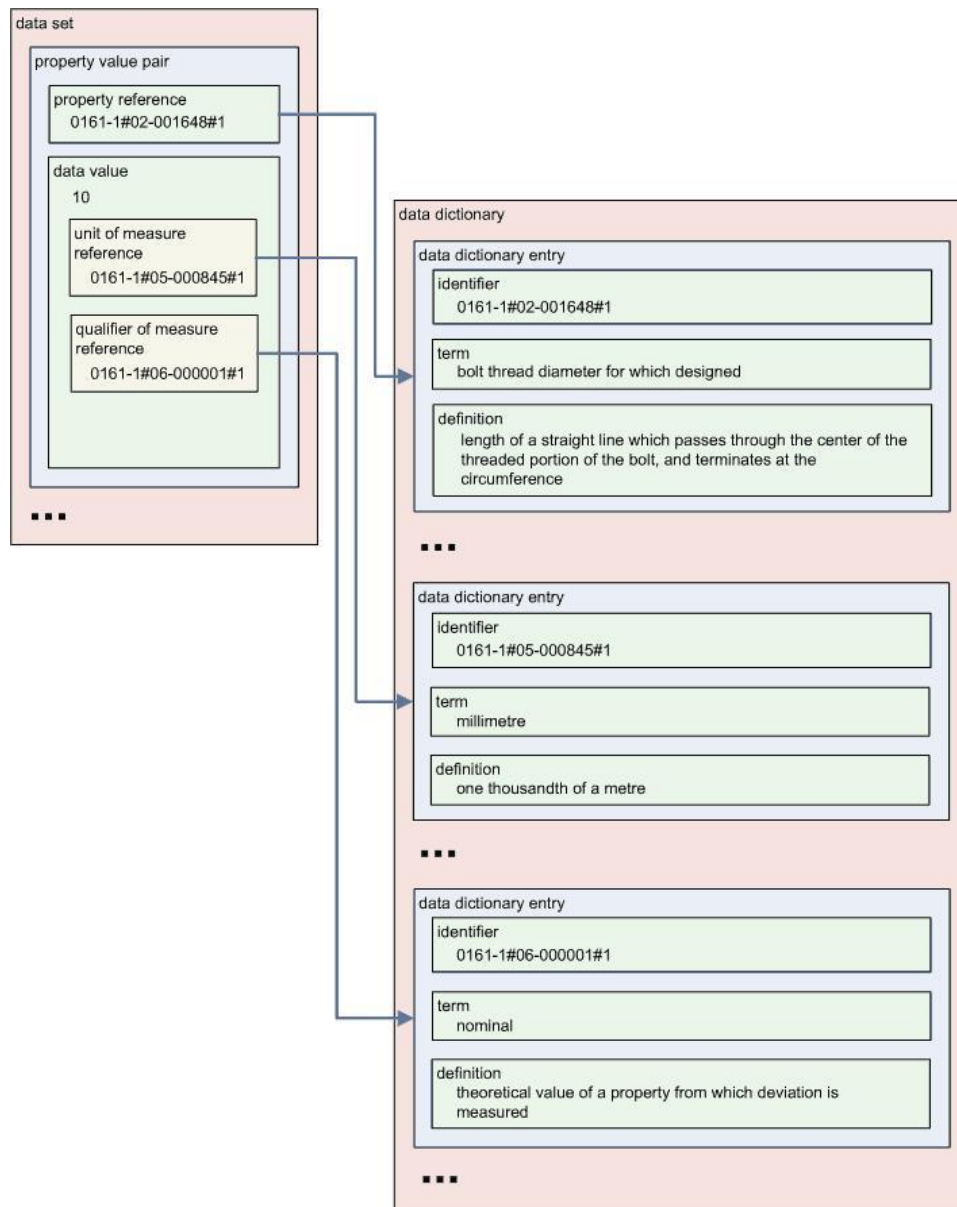 data set
property value pair
property reference
0161-1#02-001648#1
data value
10
unit of measure
reference
0161-1#05-000845#1
qualifier of measure
reference
0161-1#06-000001#1
...
data dictionary
data dictionary entry
identifier
0161-1#02-001648#1
term
bolt thread diameter for which designed
definition
length of a straight line which passes through the center of the
threaded portion of the bolt, and terminates at the
circumference
...
data dictionary entry
identifier
0161-1#05-000845#1
term
millimetre
definition
one thousandth of a metre
...
data dictionary entry
identifier
0161-1#06-000001#1
term
nominal
definition
theoretical value of a property from which deviation is
measured
...